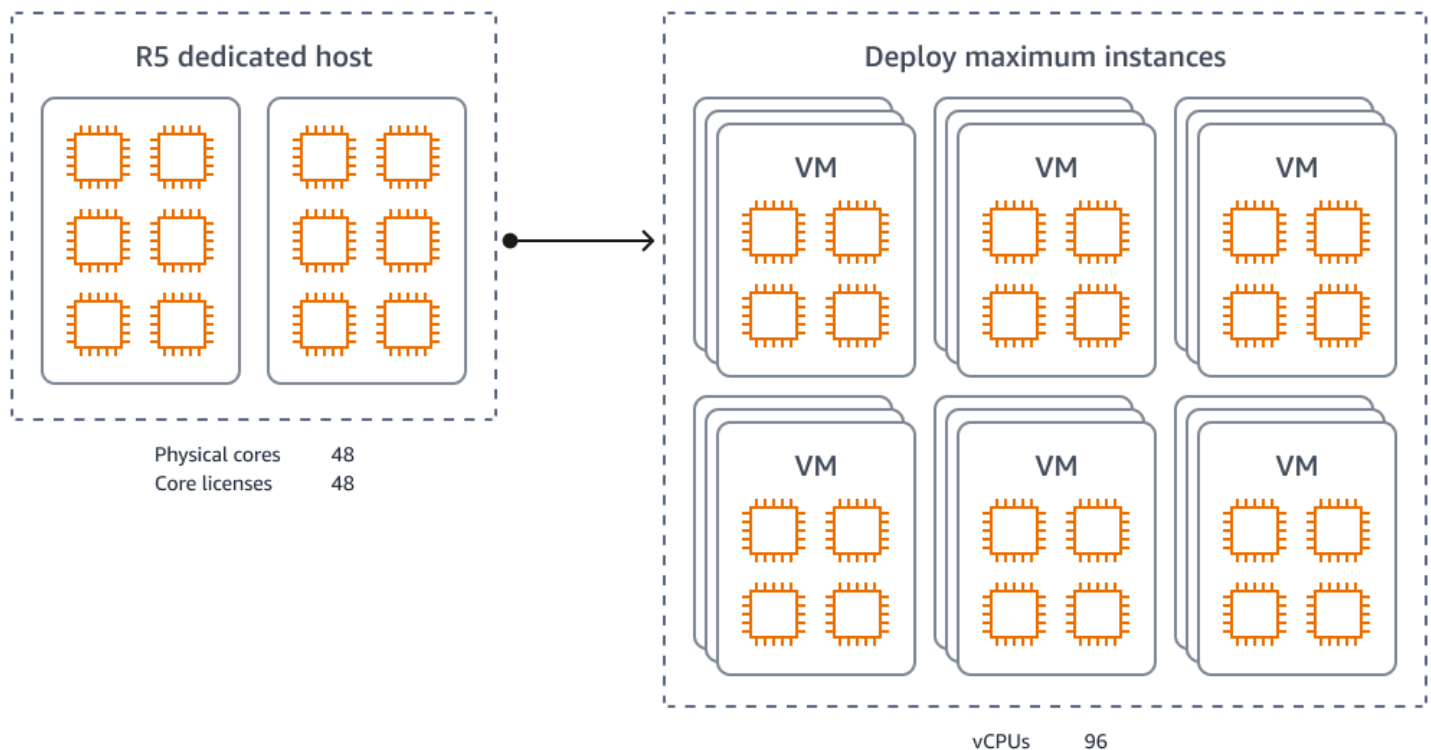 R5 dedicated host
Physical cores 48
Core licenses 48
Deploy maximum instances
VM VM VM
VM VM VM
vCPUs 96